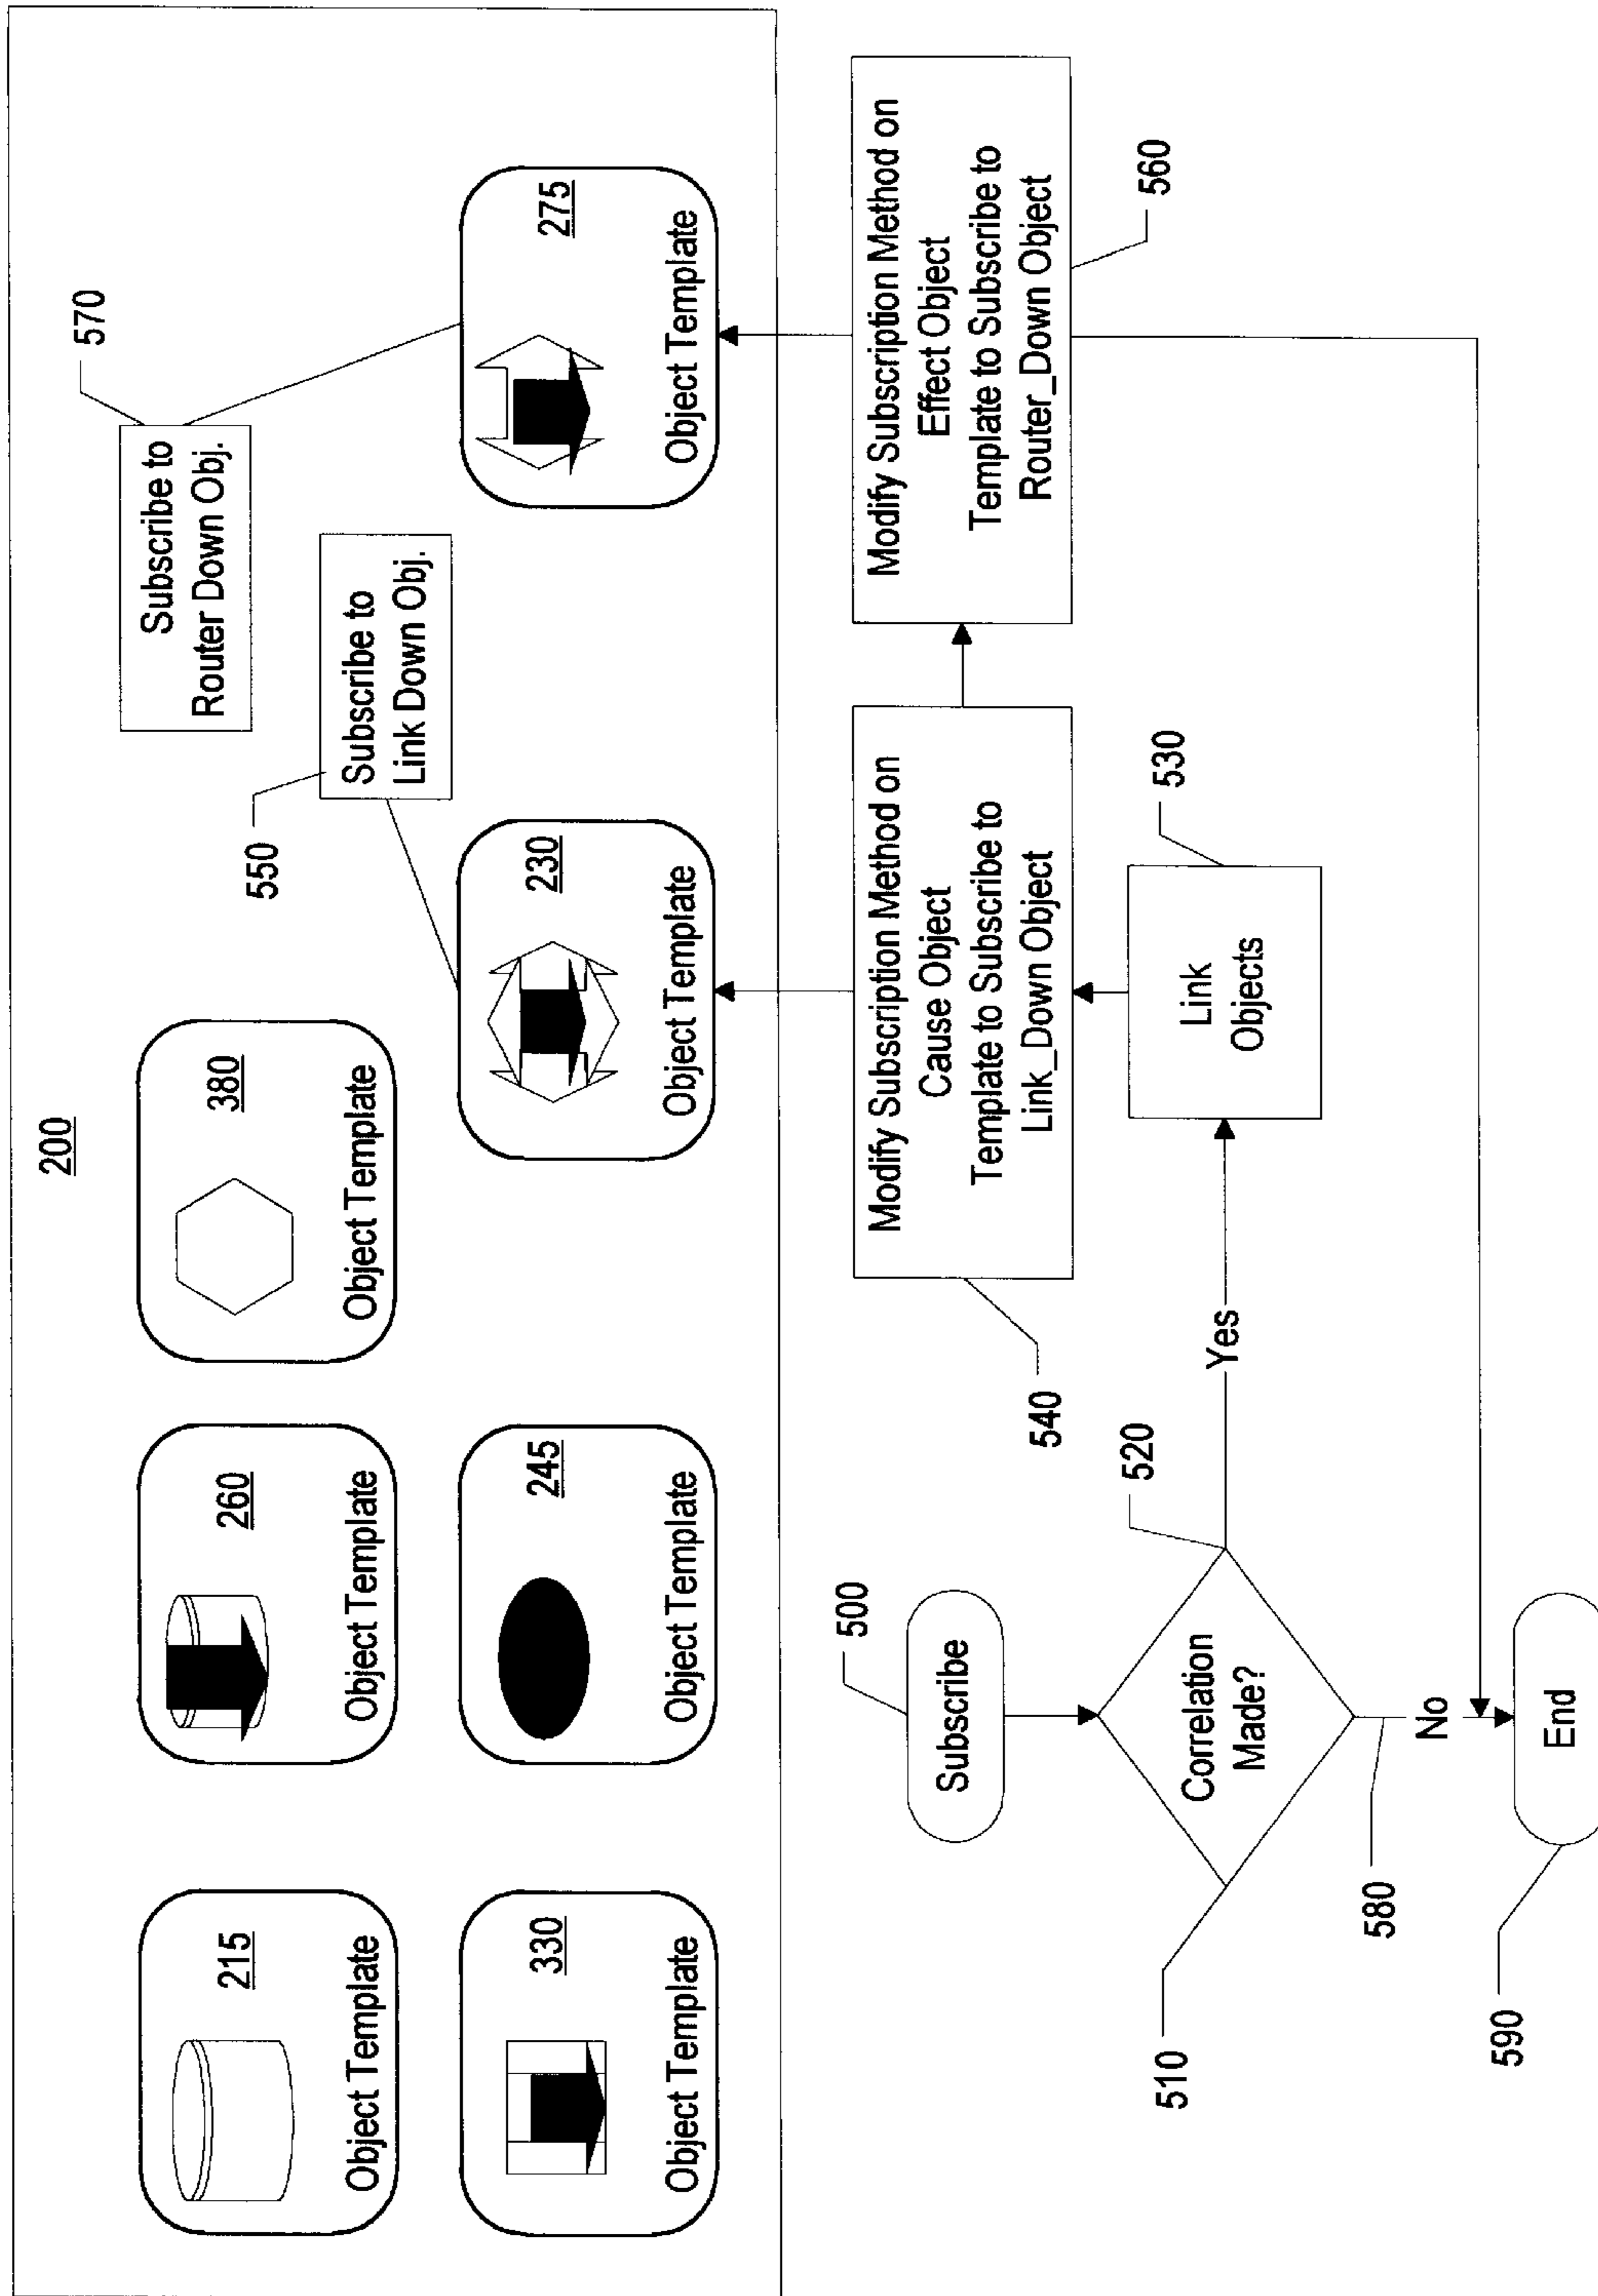 200
215
Object Template
260
Object Template
380
Object Template
570
Subscribe to
Router Down Obj.
550
Subscribe to
Link Down Obj.
330
Object Template
245
Object Template
230
Object Template
275
Object Template
500
Subscribe
510
Correlation
Made?
520
Yes
530
Link
Objects
540
Modify Subscription Method on
Cause Object
Template to Subscribe to
Link_Down Object
Modify Subscription Method on
Effect Object
Template to Subscribe to
Router_Down Object
560
580
No
590
End